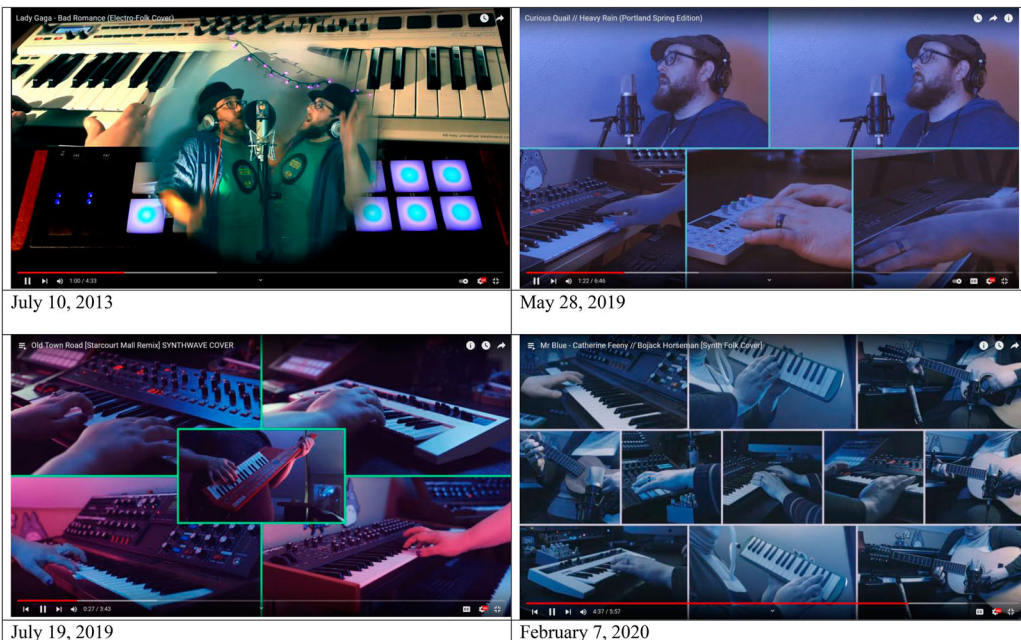 Lady Gaga - Bad Romance (Electro-Folk Cover)
1:00 / 4:33
July 10, 2013
Curious Quail // Heavy Rain (Portland Spring Edition)
1:22 / 6:46
May 28, 2019
Old Town Road [Starcourt Mall Remix] SYNTHWAVE COVER
0:27 / 3:43
July 19, 2019
Mr Blue - Catherine Feeny // Bojack Horseman [Synth Folk Cover]
4:37 / 5:57
February 7, 2020